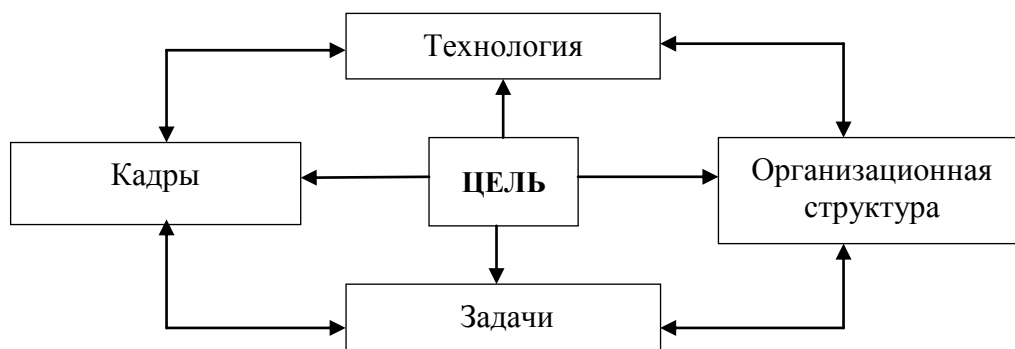 Технология
Кадры
ЦЕЛЬ
Организационная
структура
Задачи